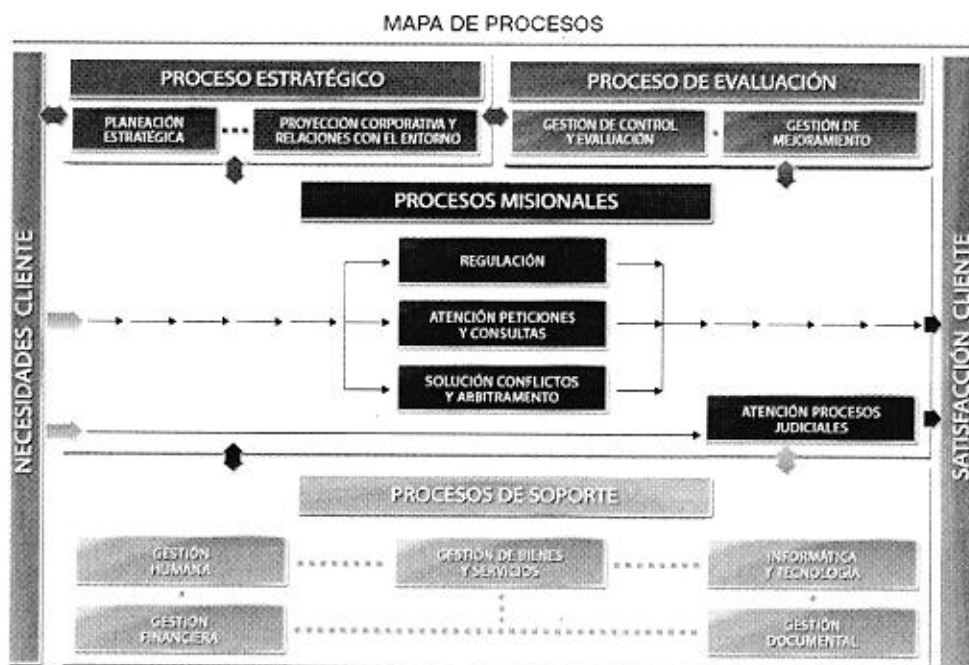 MAPA DE PROCESOS
NECESIDADES CLIENTE
PROCESO ESTRATÉGICO
PLANEACIÓN
ESTRATÉGICA
PROYECCIÓN CORPORATIVA Y
RELACIONES CON EL ENTORNO
PROCESO DE EVALUACIÓN
GESTIÓN DE CONTROL
Y EVALUACIÓN
GESTIÓN DE
MEJORAMIENTO
PROCESOS MISIONALES
REGULACIÓN
ATENCIÓN PETICIONES
Y CONSULTAS
SOLUCIÓN CONFLICTOS
Y ARBITRAMENTO
ATENCIÓN PROCESOS
JUDICIALES
PROCESOS DE SOPORTE
GESTIÓN
HUMANA
GESTIÓN DE BIENES
Y SERVICIOS
INFORMÁTICA
Y TECNOLOGÍA
GESTIÓN
FINANCIERA
GESTIÓN
DOCUMENTAL
SATISFACCIÓN CLIENTE